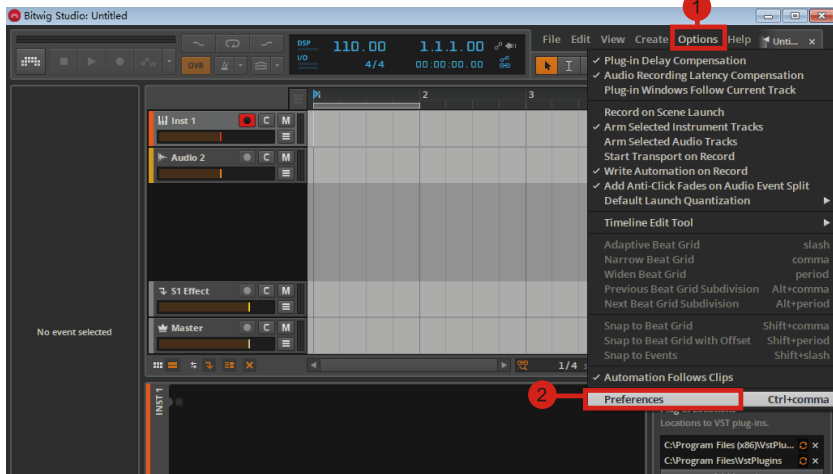 Bitwig Studio: Untitled
1
File Edit View Create Options Help Unti... x
DSP 110.00 1.1.1.00
I/O 4/4 00:00:00.00
OVR
Plug-in Delay Compensation
Audio Recording Latency Compensation
Plug-in Windows Follow Current Track
Record on Scene Launch
Arm Selected Instrument Tracks
Arm Selected Audio Tracks
Start Transport on Record
Write Automation on Record
Add Anti-Click Fades on Audio Event Split
Default Launch Quantization
Timeline Edit Tool
Adaptive Beat Grid slash
Narrow Beat Grid comma
Widen Beat Grid period
Previous Beat Grid Subdivision Alt+comma
Next Beat Grid Subdivision Alt+period
Snap to Beat Grid Shift+comma
Snap to Beat Grid with Offset Shift+period
Snap to Events Shift+slash
Automation Follows Clips
2
Preferences Ctrl+comma
Locations to VST plug-ins.
C:\Program Files (x86)\VstPlu...
C:\Program Files\VstPlugins
2 3
Inst 1 C M
Audio 2 C M
S1 Effect C M
Master C M
No event selected
1/4
INST 1